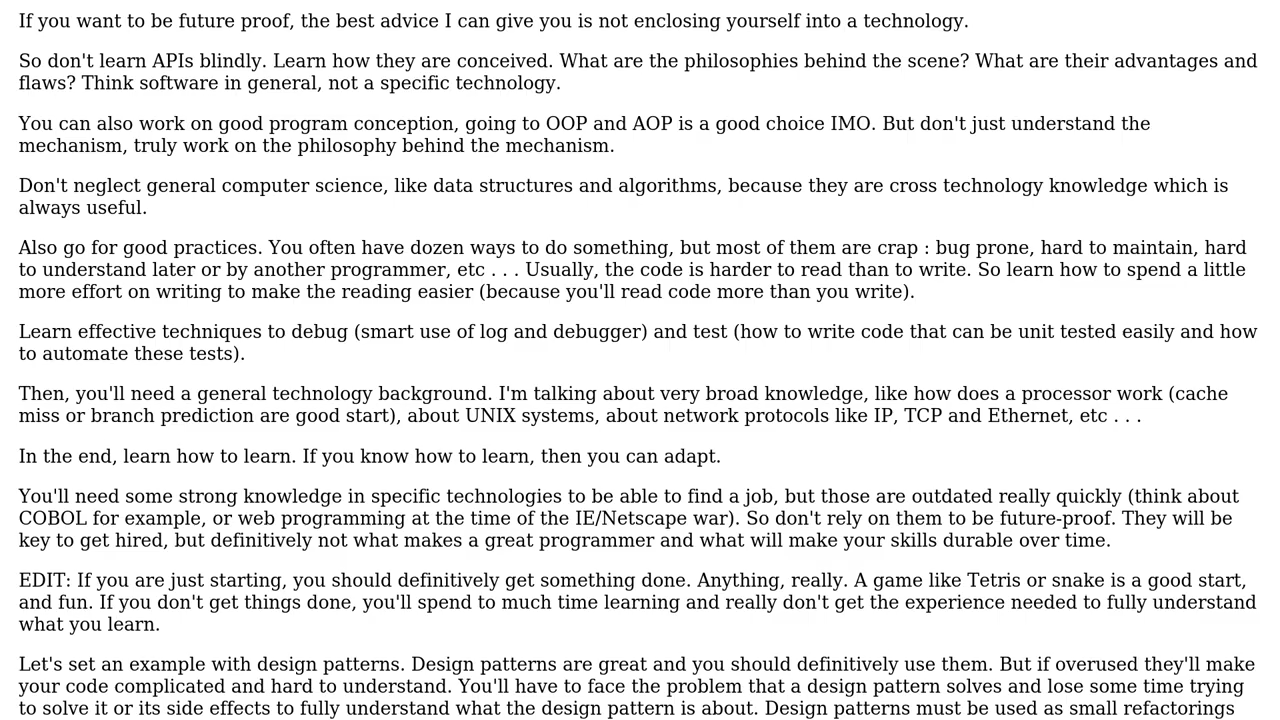 If you want to be future proof, the best advice I can give you is not enclosing yourself into a technology.
So don't learn APIs blindly. Learn how they are conceived. What are the philosophies behind the scene? What are their advantages and
flaws? Think software in general, not a specific technology.
You can also work on good program conception, going to OOP and AOP is a good choice IMO. But don't just understand the
mechanism, truly work on the philosophy behind the mechanism.
Don't neglect general computer science, like data structures and algorithms, because they are cross technology knowledge which is
always useful.
Also go for good practices. You often have dozen ways to do something, but most of them are crap : bug prone, hard to maintain, hard
to understand later or by another programmer, etc . . . Usually, the code is harder to read than to write. So learn how to spend a little
more effort on writing to make the reading easier (because you'll read code more than you write).
Learn effective techniques to debug (smart use of log and debugger) and test (how to write code that can be unit tested easily and how
to automate these tests).
Then, you'll need a general technology background. I'm talking about very broad knowledge, like how does a processor work (cache
miss or branch prediction are good start), about UNIX systems, about network protocols like IP, TCP and Ethernet, etc . . .
In the end, learn how to learn. If you know how to learn, then you can adapt.
You'll need some strong knowledge in specific technologies to be able to find a job, but those are outdated really quickly (think about
COBOL for example, or web programming at the time of the IE/Netscape war). So don't rely on them to be future-proof. They will be
key to get hired, but definitively not what makes a great programmer and what will make your skills durable over time.
EDIT: If you are just starting, you should definitively get something done. Anything, really. A game like Tetris or snake is a good start,
and fun. If you don't get things done, you'll spend to much time learning and really don't get the experience needed to fully understand
what you learn.
Let's set an example with design patterns. Design patterns are great and you should definitively use them. But if overused they'll make
your code complicated and hard to understand. You'll have to face the problem that a design pattern solves and lose some time trying
to solve it or its side effects to fully understand what the design pattern is about. Design patterns must be used as small refactorings